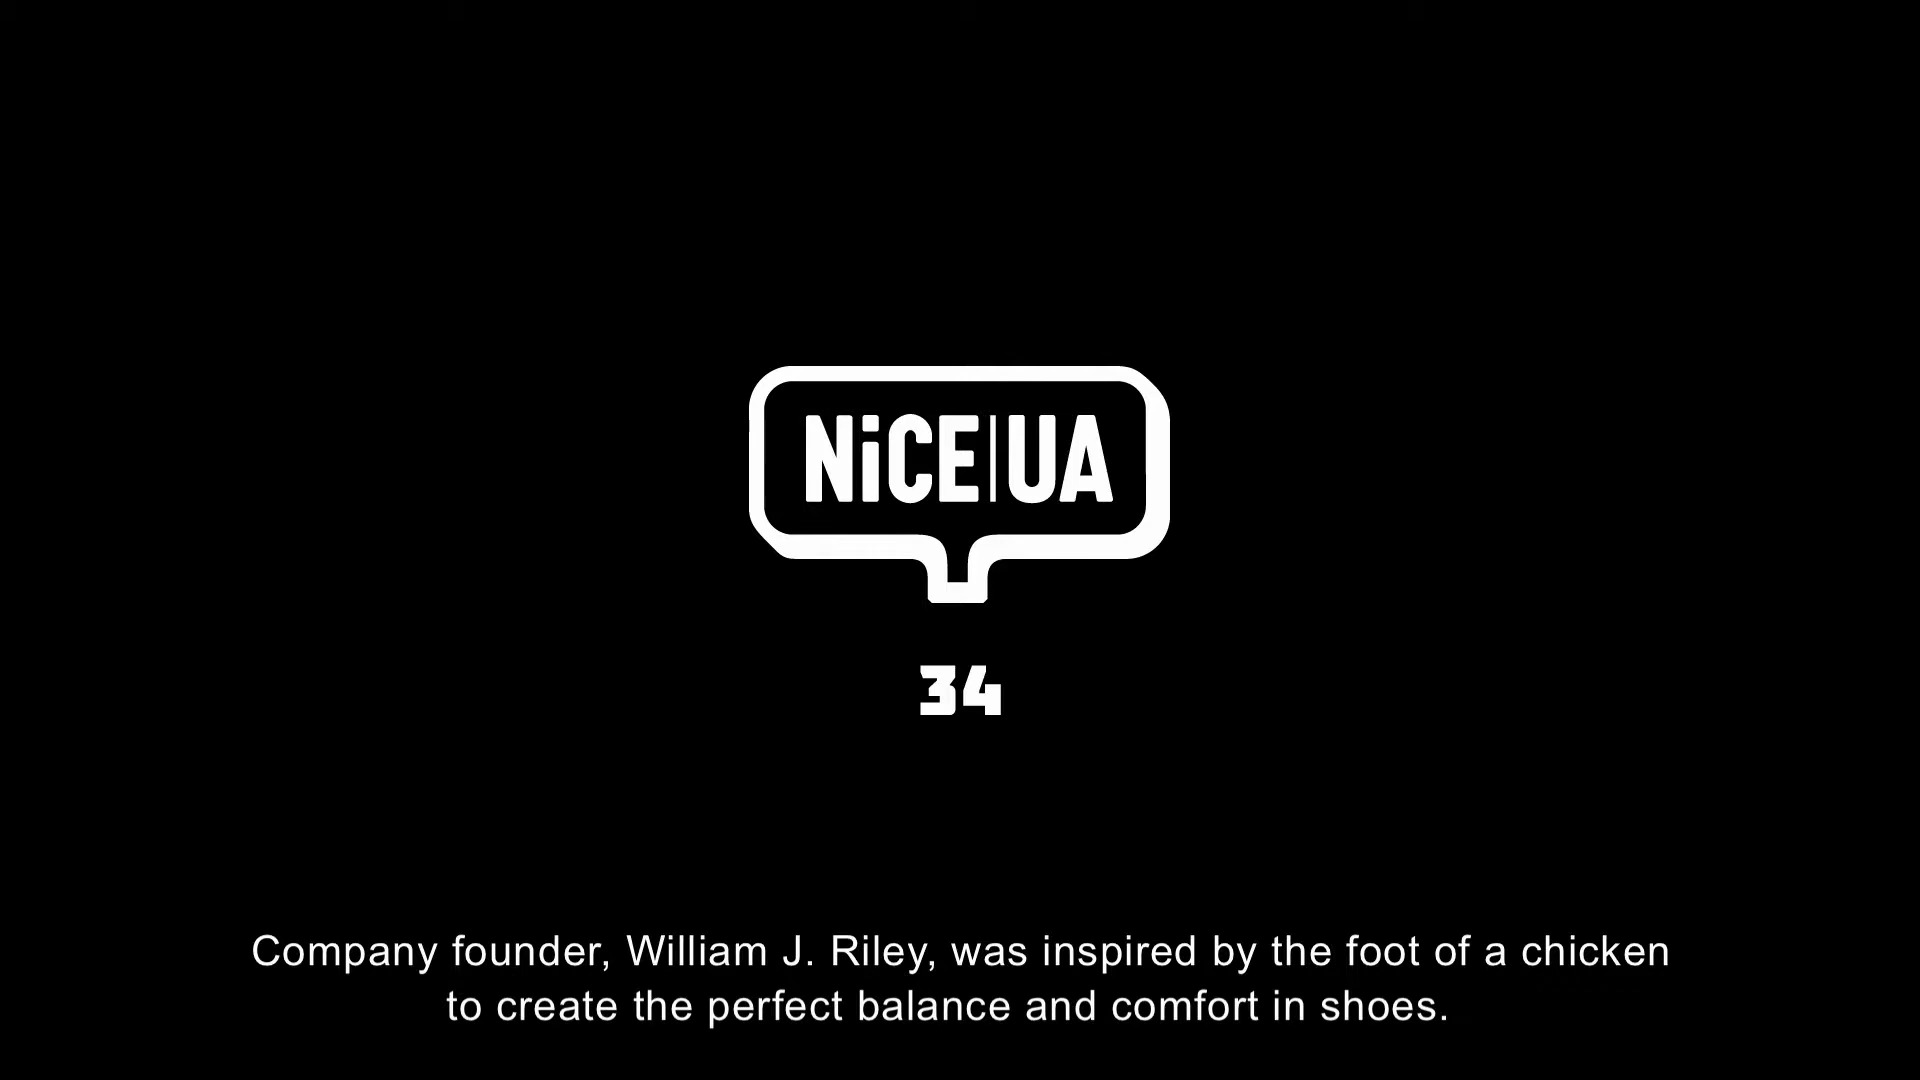 NiCE|UA
34
Company founder, William J. Riley, was inspired by the foot of a chicken
to create the perfect balance and comfort in shoes.